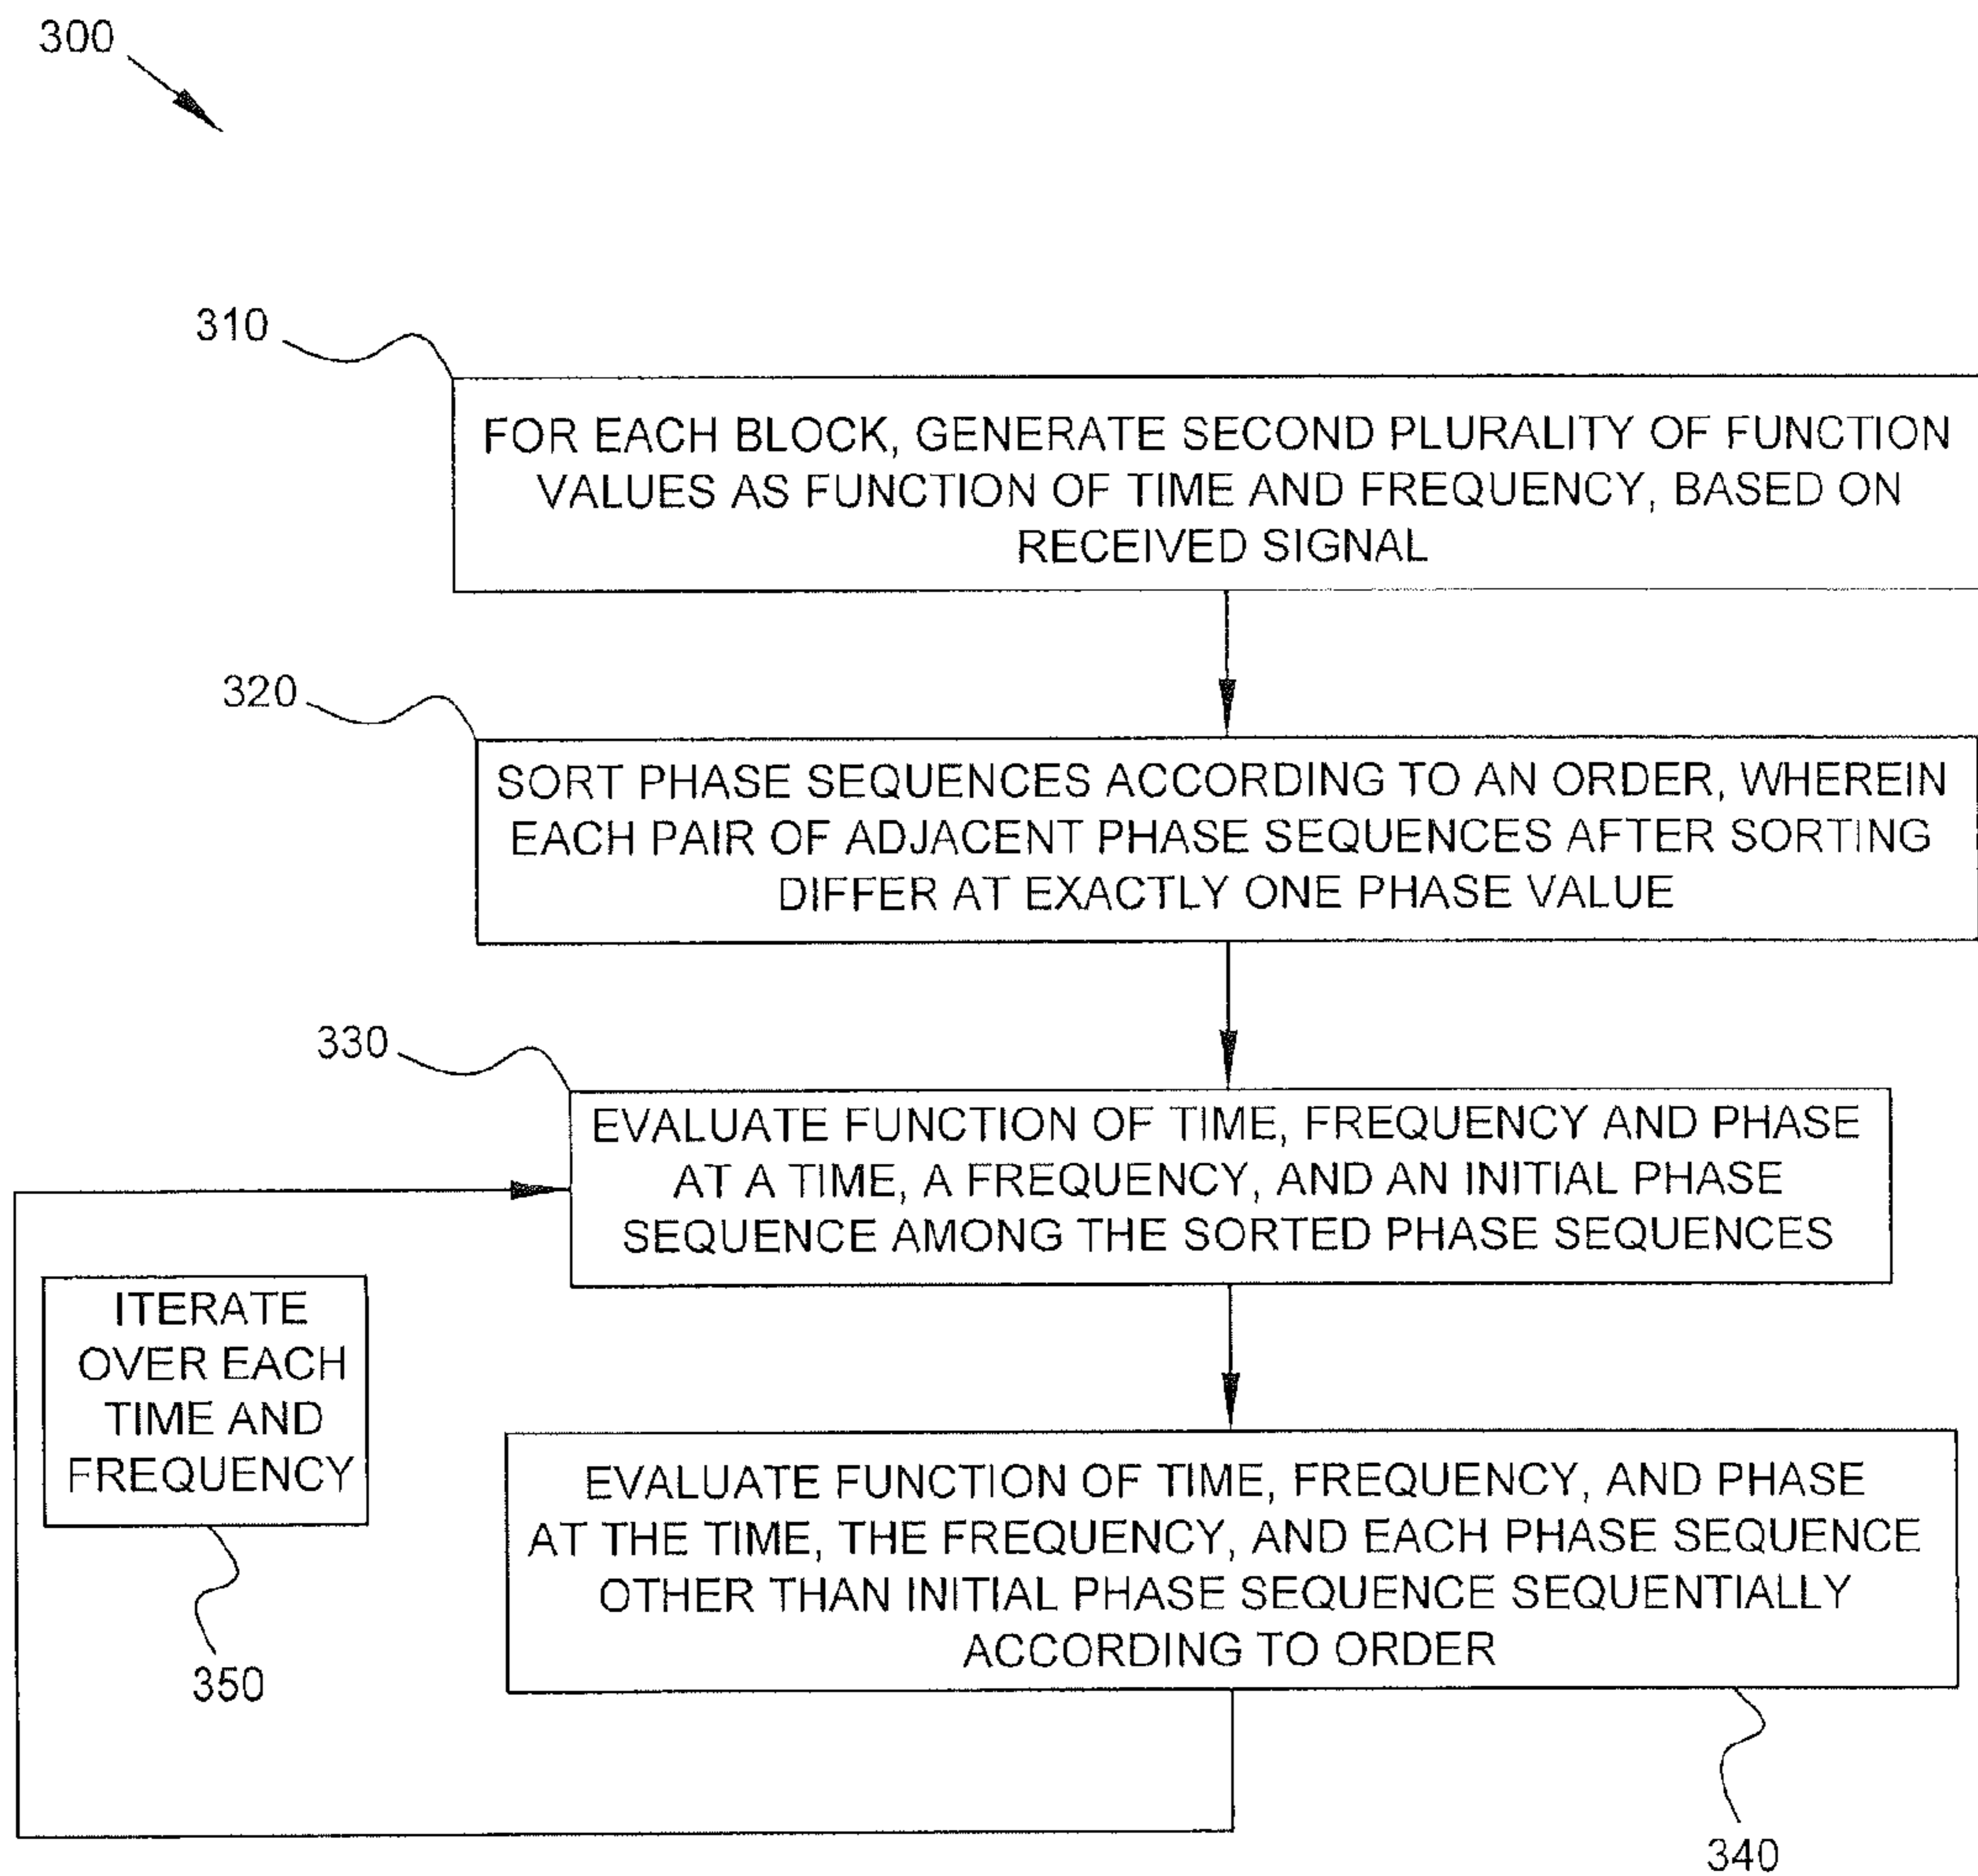 300
310
FOR EACH BLOCK, GENERATE SECOND PLURALITY OF FUNCTION
VALUES AS FUNCTION OF TIME AND FREQUENCY, BASED ON
RECEIVED SIGNAL
320
SORT PHASE SEQUENCES ACCORDING TO AN ORDER, WHEREIN
EACH PAIR OF ADJACENT PHASE SEQUENCES AFTER SORTING
DIFFER AT EXACTLY ONE PHASE VALUE
330
EVALUATE FUNCTION OF TIME, FREQUENCY AND PHASE
AT A TIME, A FREQUENCY, AND AN INITIAL PHASE
SEQUENCE AMONG THE SORTED PHASE SEQUENCES
ITERATE
OVER EACH
TIME AND
FREQUENCY
350
EVALUATE FUNCTION OF TIME, FREQUENCY, AND PHASE
AT THE TIME, THE FREQUENCY, AND EACH PHASE SEQUENCE
OTHER THAN INITIAL PHASE SEQUENCE SEQUENTIALLY
ACCORDING TO ORDER
340